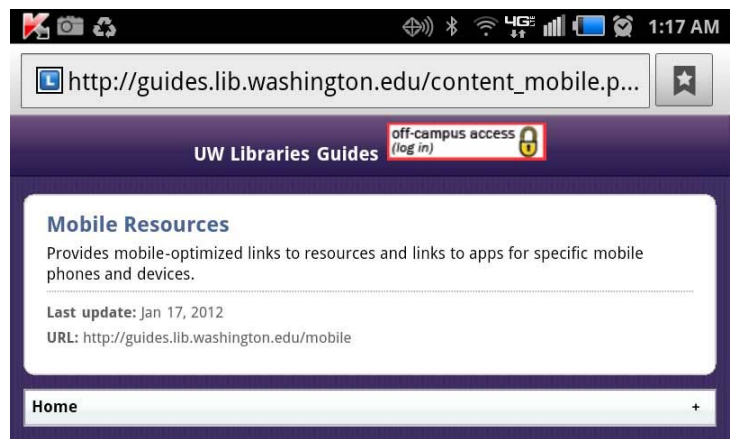 4G LTE 1:17 AM
L http://guides.lib.washington.edu/content_mobile.p...
off-campus access
UW Libraries Guides (log in)
Mobile Resources
Provides mobile-optimized links to resources and links to apps for specific mobile
phones and devices.
Last update: Jan 17, 2012
URL: http://guides.lib.washington.edu/mobile
Home +